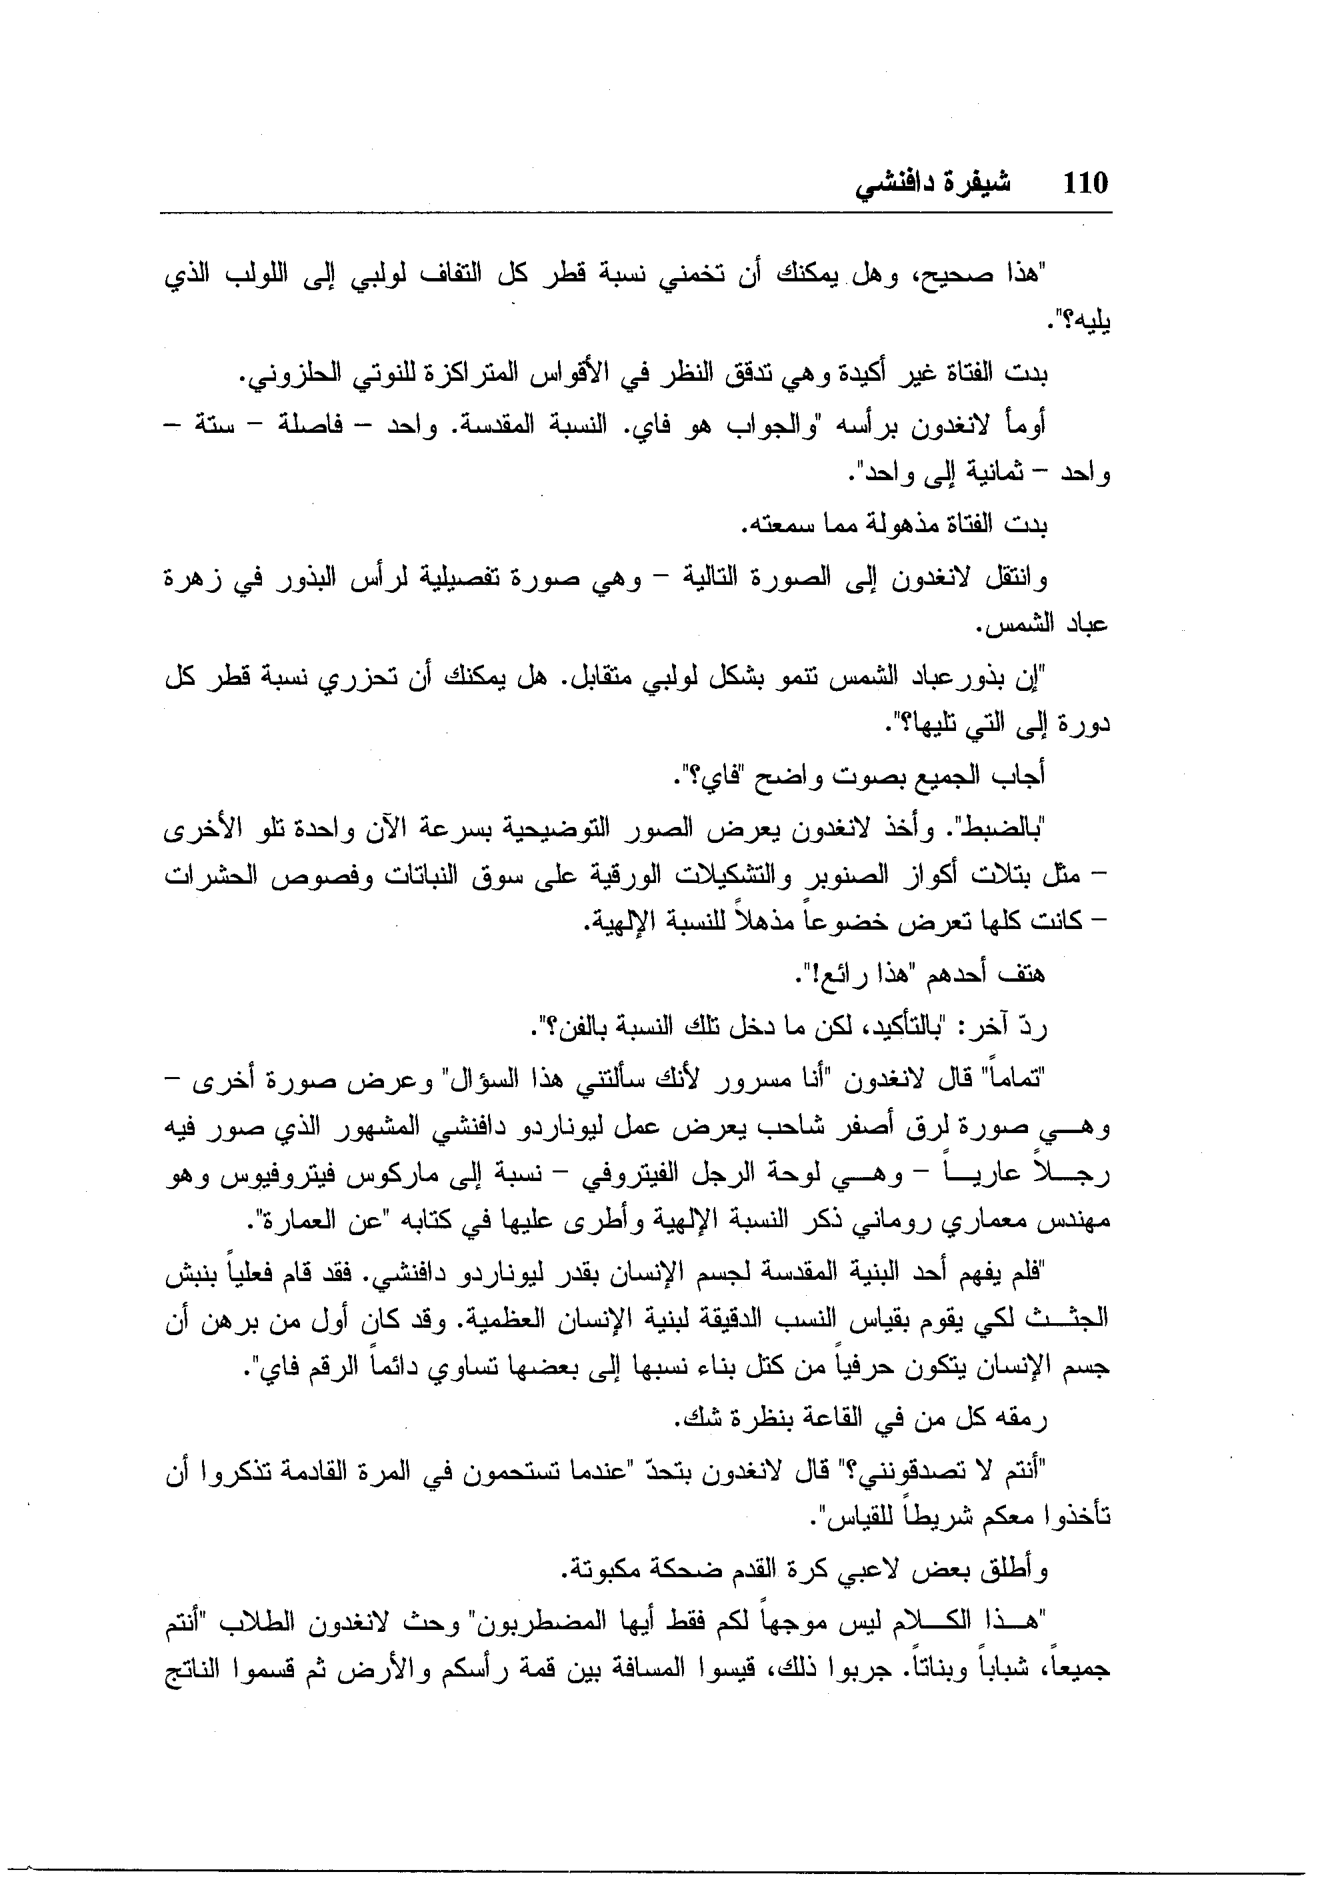 110 شيفرة دافنشي
"هذا صحيح، وهل يمكنك أن تخمني نسبة قطر كل التفاف لولبي إلى اللولب الذي
يليه؟".
بدت الفتاة غير أكيدة وهي تدقق النظر في الأقواس المتراكزة للنوتي الحلزوني.
أومأ لانغدون برأسه "والجواب هو فاي. النسبة المقدسة. واحد – فاصلة – ستة –
واحد – ثمانية إلى واحد".
بدت الفتاة مذهولة مما سمعته.
وانتقل لانغدون إلى الصورة التالية – وهي صورة تفصيلية لرأس البذور في زهرة
عباد الشمس.
"إن بذور عباد الشمس تنمو بشكل لولبي متقابل. هل يمكنك أن تحزري نسبة قطر كل
دورة إلى التي تليها؟".
أجاب الجميع بصوت واضح "فاي؟".
"بالضبط". وأخذ لانغدون يعرض الصور التوضيحية بسرعة الآن واحدة تلو الأخرى
– مثل بتلات أكواز الصنوبر والتشكيلات الورقية على سوق النباتات وفصوص الحشرات
– كانت كلها تعرض خضوعاً مذهلاً للنسبة الإلهية.
هتف أحدهم "هذا رائع!".
ردّ آخر: "بالتأكيد، لكن ما دخل تلك النسبة بالفن؟".
"تماماً" قال لانغدون "أنا مسرور لأنك سألتني هذا السؤال" وعرض صورة أخرى –
وهـــي صورة لرق أصفر شاحب يعرض عمل ليوناردو دافنشي المشهور الذي صور فيه
رجـــلاً عاريـــاً – وهـــي لوحة الرجل الفيتروفي – نسبة إلى ماركوس فيتروفيوس وهو
مهندس معماري روماني ذكر النسبة الإلهية وأطرى عليها في كتابه "عن العمارة".
"فلم يفهم أحد البنية المقدسة لجسم الإنسان بقدر ليوناردو دافنشي. فقد قام فعلياً بنبش
الجثـــث لكي يقوم بقياس النسب الدقيقة لبنية الإنسان العظمية. وقد كان أول من برهن أن
جسم الإنسان يتكون حرفياً من كتل بناء نسبها إلى بعضها تساوي دائماً الرقم فاي".
رمقه كل من في القاعة بنظرة شك.
"أنتم لا تصدقونني؟" قال لانغدون بتحدّ "عندما تستحمون في المرة القادمة تذكروا أن
تأخذوا معكم شريطاً للقياس".
وأطلق بعض لاعبي كرة القدم ضحكة مكبوتة.
"هـــذا الكـــلام ليس موجهاً لكم فقط أيها المضطربون" وحث لانغدون الطلاب "أنتم
جميعاً، شباباً وبناتاً. جربوا ذلك، قيسوا المسافة بين قمة رأسكم والأرض ثم قسموا الناتج